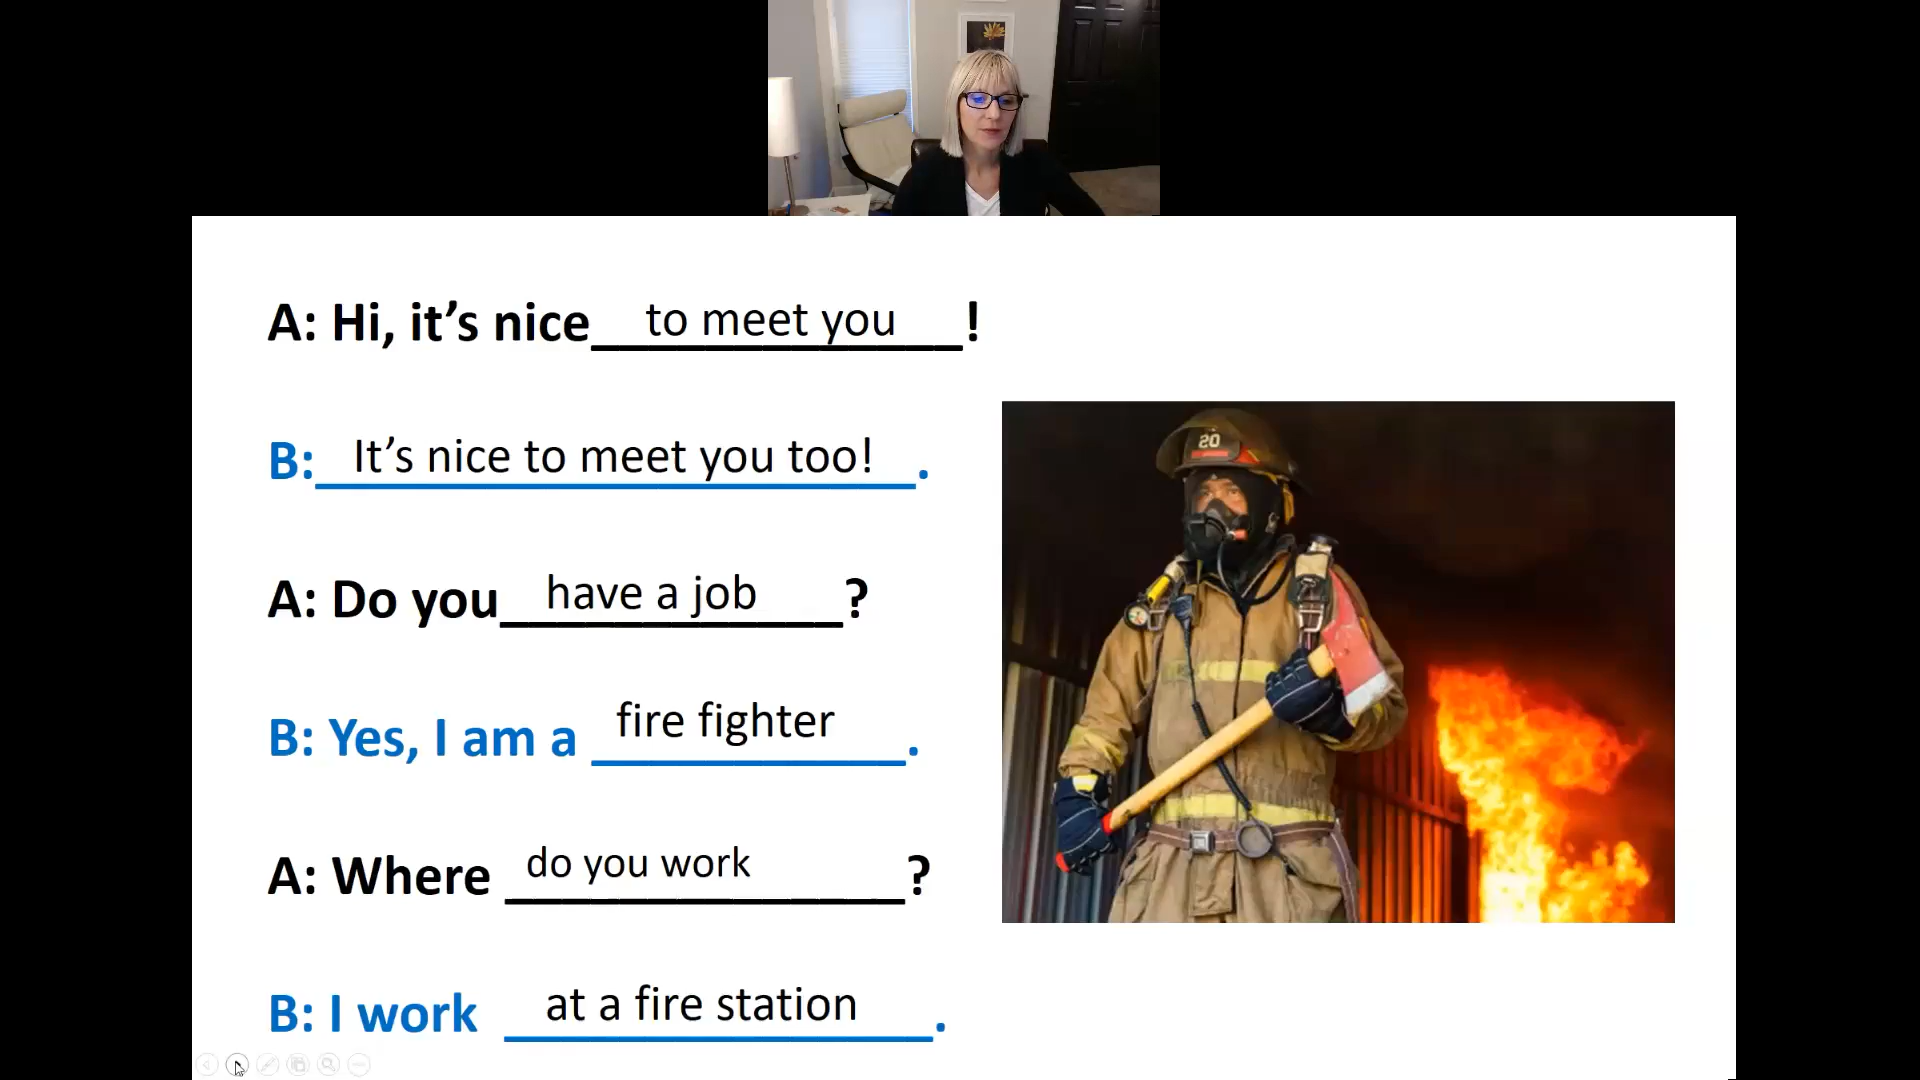 A: Hi, it’s nice to meet you!
B: It’s nice to meet you too! .
A: Do you have a job?
B: Yes, I am a fire fighter.
A: Where do you work?
B: I work at a fire station.
20